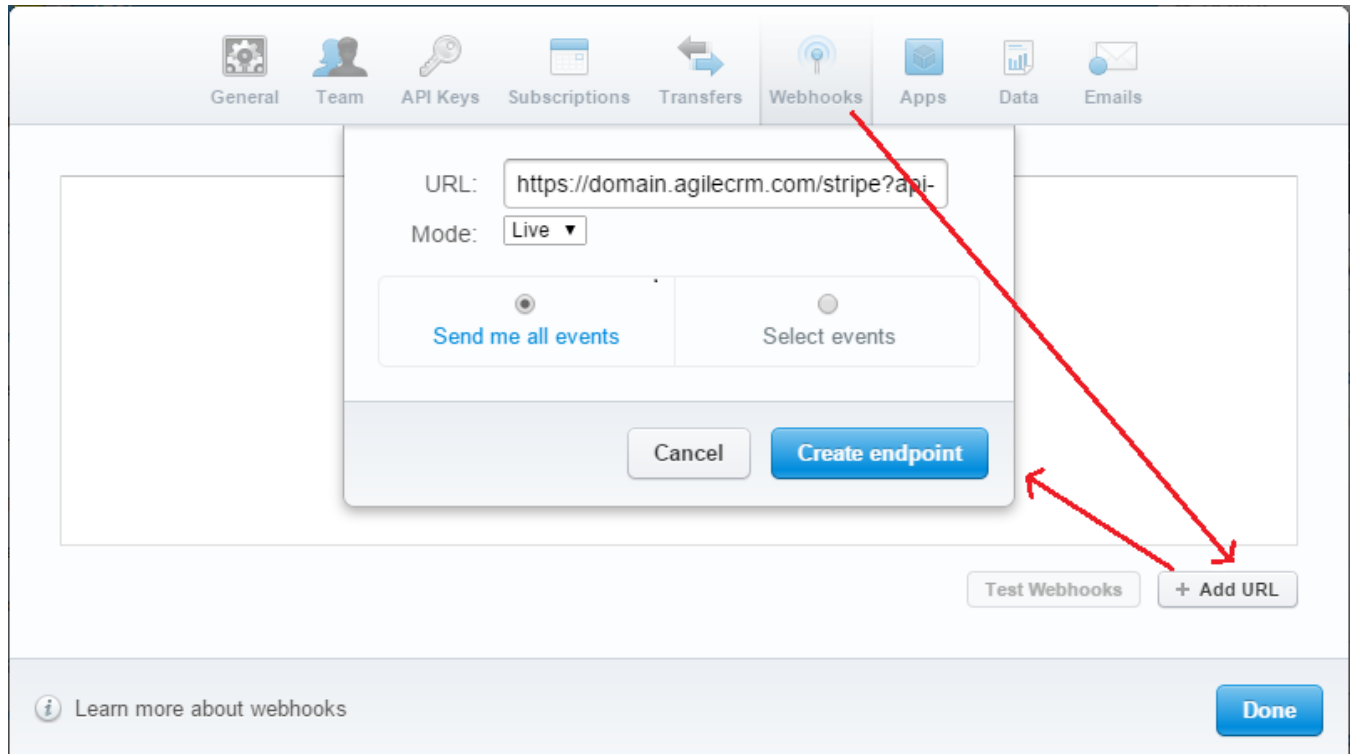 General Team API Keys Subscriptions Transfers Webhooks Apps Data Emails
URL: https://domain.agilecrm.com/stripe?api-
Mode: Live
Send me all events Select events
Cancel Create endpoint
Test Webhooks + Add URL
i Learn more about webhooks Done